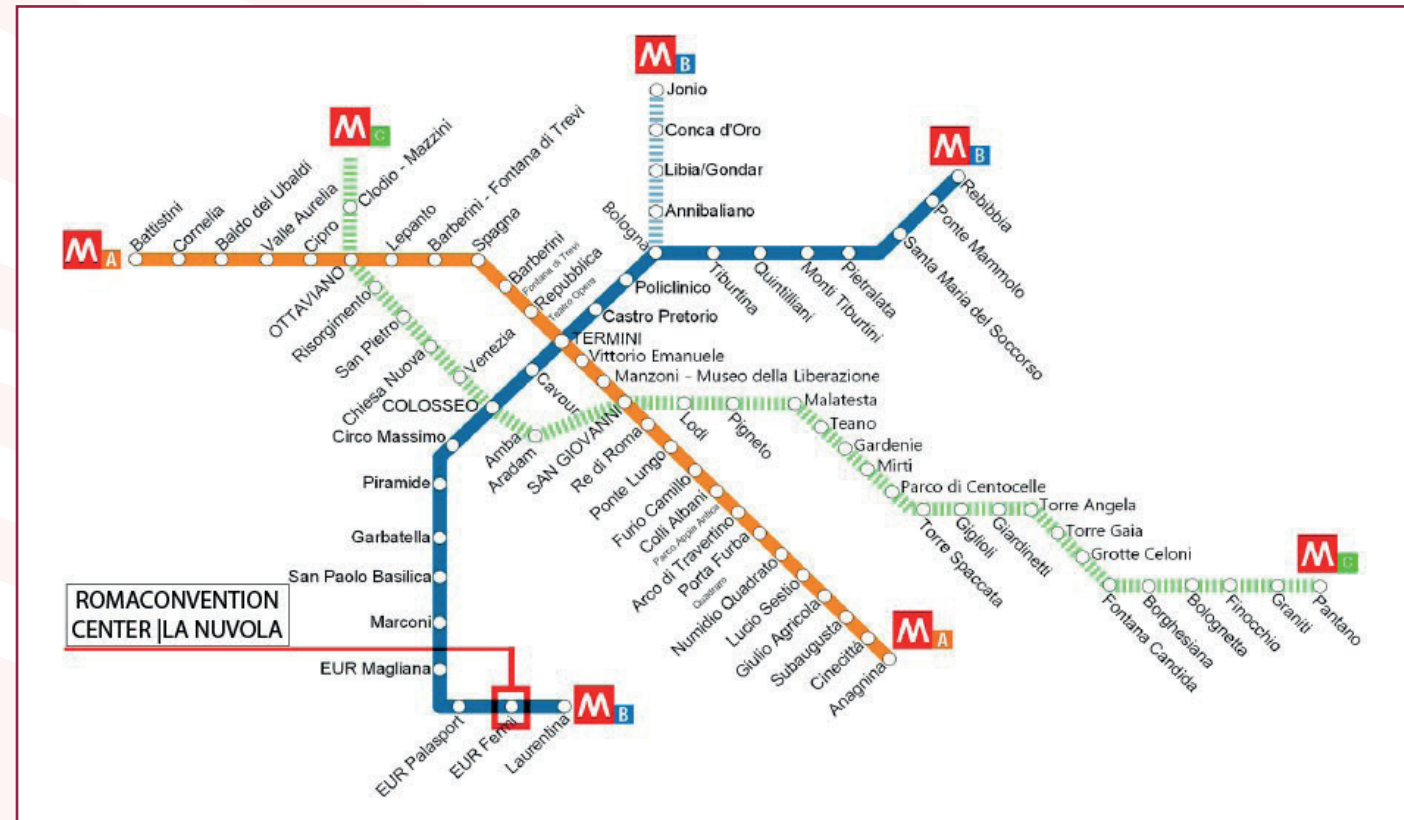 M B
Jonio
Conca d'Oro
Libia/Gondar
Annibaliano
Bologna
M C
Clodio - Mazzini
M B
Rebibbia
Ponte Mammolo
Santa Maria del Soccorso
Pietralata
Monti Tiburtini
Quintilliani
Tiburtina
M A
Battistini
Cornelia
Baldo del Ubaldi
Valle Aurelia
Cipro
OTTAVIANO
Lepanto
Barberini - Fontana di Trevi
Spagna
Barberini
Fontana di Trevi
Repubblica
Teatro Opera
Policlinico
Castro Pretorio
TERMINI
Vittorio Emanuele
Manzoni - Museo della Liberazione
Risorgimento
San Pietro
Chiesa Nuova
Venezia
COLOSSEO
Cavour
Circo Massimo
Amba
Aradam
SAN GIOVANNI
Lodi
Pigneto
Malatesta
Teano
Gardenie
Mirti
Parco di Centocelle
Torre Spaccata
Giglioli
Giardinetti
Torre Angela
Torre Gaia
Grotte Celoni
Fontana Candida
Borghesiana
Bolognetta
Finocchio
Graniti
Pantano
M C
Re di Roma
Ponte Lungo
Furio Camillo
Colli Albani
Parco Appia Antica
Arco di Travertino
Porta Furba
Quadraro
Numidio Quadrato
Lucio Sestio
Giulio Agricola
Subaugusta
Cinecittà
Anagnina
M A
Piramide
Garbatella
San Paolo Basilica
Marconi
EUR Magliana
ROMACONVENTION
CENTER |LA NUVOLA
EUR Palasport
EUR Fermi
Laurentina
M B